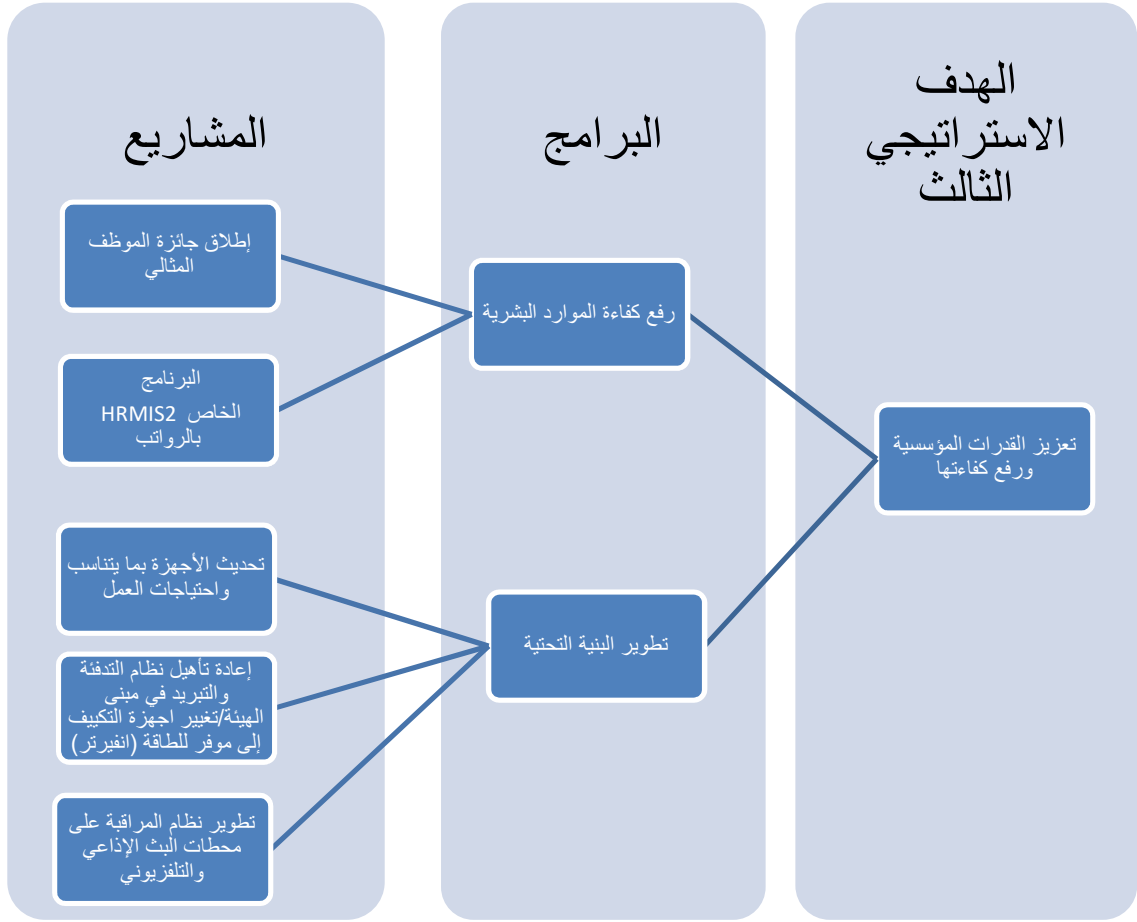 الهدف
الاستراتيجي
الثالث
تعزيز القدرات المؤسسية
ورفع كفاءتها
البرامج
رفع كفاءة الموارد البشرية
تطوير البنية التحتية
المشاريع
إطلاق جائزة الموظف
المثالي
البرنامج
الخاص HRMIS2
بالرواتب
تحديث الأجهزة بما يتناسب
واحتياجات العمل
إعادة تأهيل نظام التدفئة
والتبريد في مبنى
الهيئة/تغيير اجهزة التكييف
إلى موفر للطاقة (انفيرتر)
تطوير نظام المراقبة على
محطات البث الإذاعي
والتلفزيوني